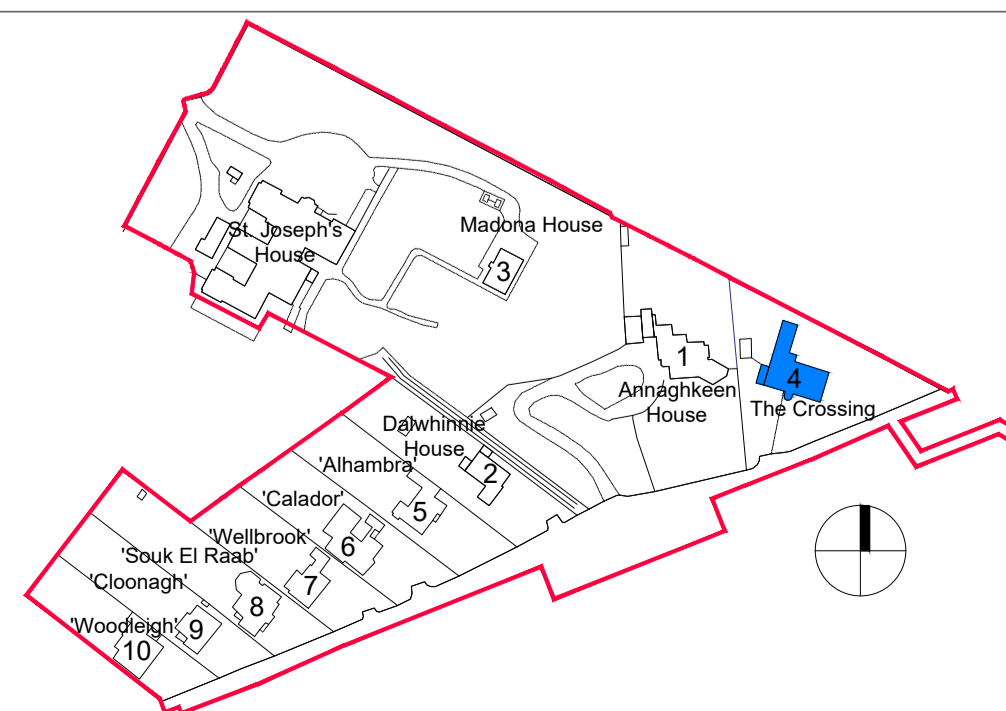 St. Joseph's
House
Madona House
3
1
Annaghkeen
House
4
The Crossing
Dalwhinnie
House
2
'Alhambra'
5
'Calador'
6
'Wellbrook'
7
'Souk El Raab'
8
'Cloonagh'
9
'Woodleigh'
10